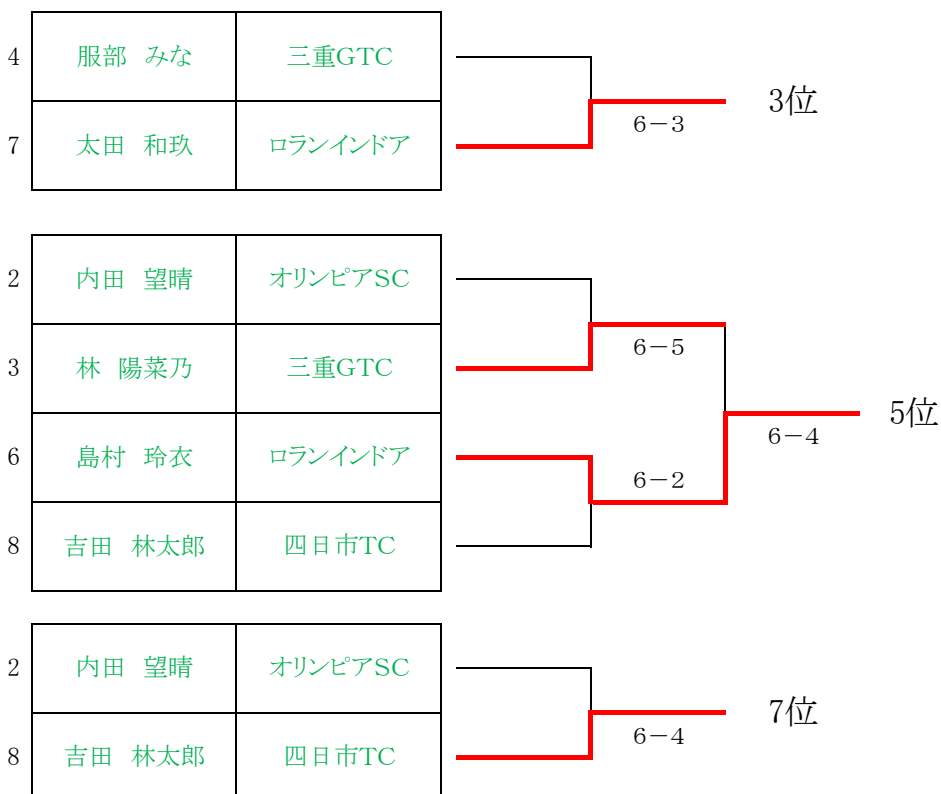 4 服部 みな 三重GTC
3位
6－3
7 太田 和玖 ロランインドア
2 内田 望晴 オリンピアSC
6－5
3 林 陽菜乃 三重GTC
5位
6－4
6 島村 玲衣 ロランインドア
6－2
8 吉田 林太郎 四日市TC
2 内田 望晴 オリンピアSC
7位
6－4
8 吉田 林太郎 四日市TC